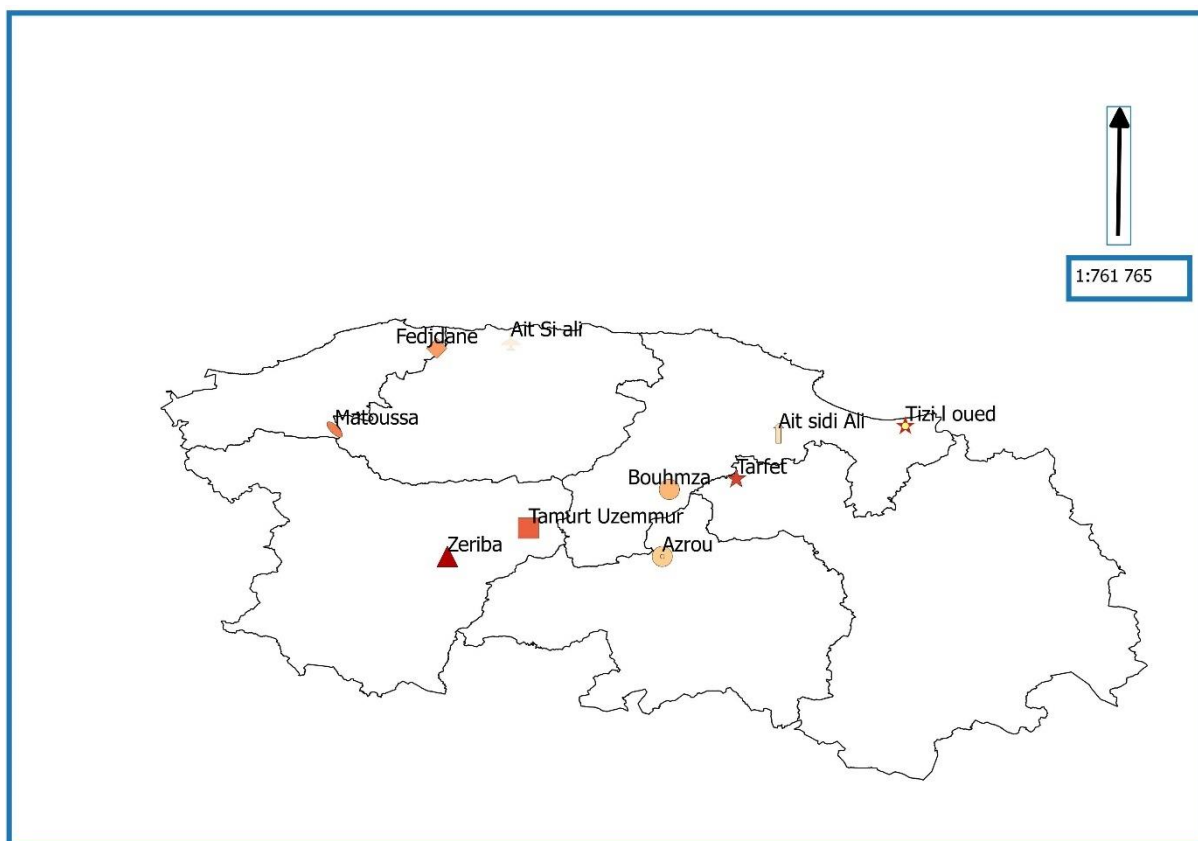 1:761 765
Ait Si ali
Fedjdane
Matoussa
Ait sidi Ali
Tizi l oued
Tarfet
Bouhmza
Tamurt Uzemmur
Zeriba
Azrou